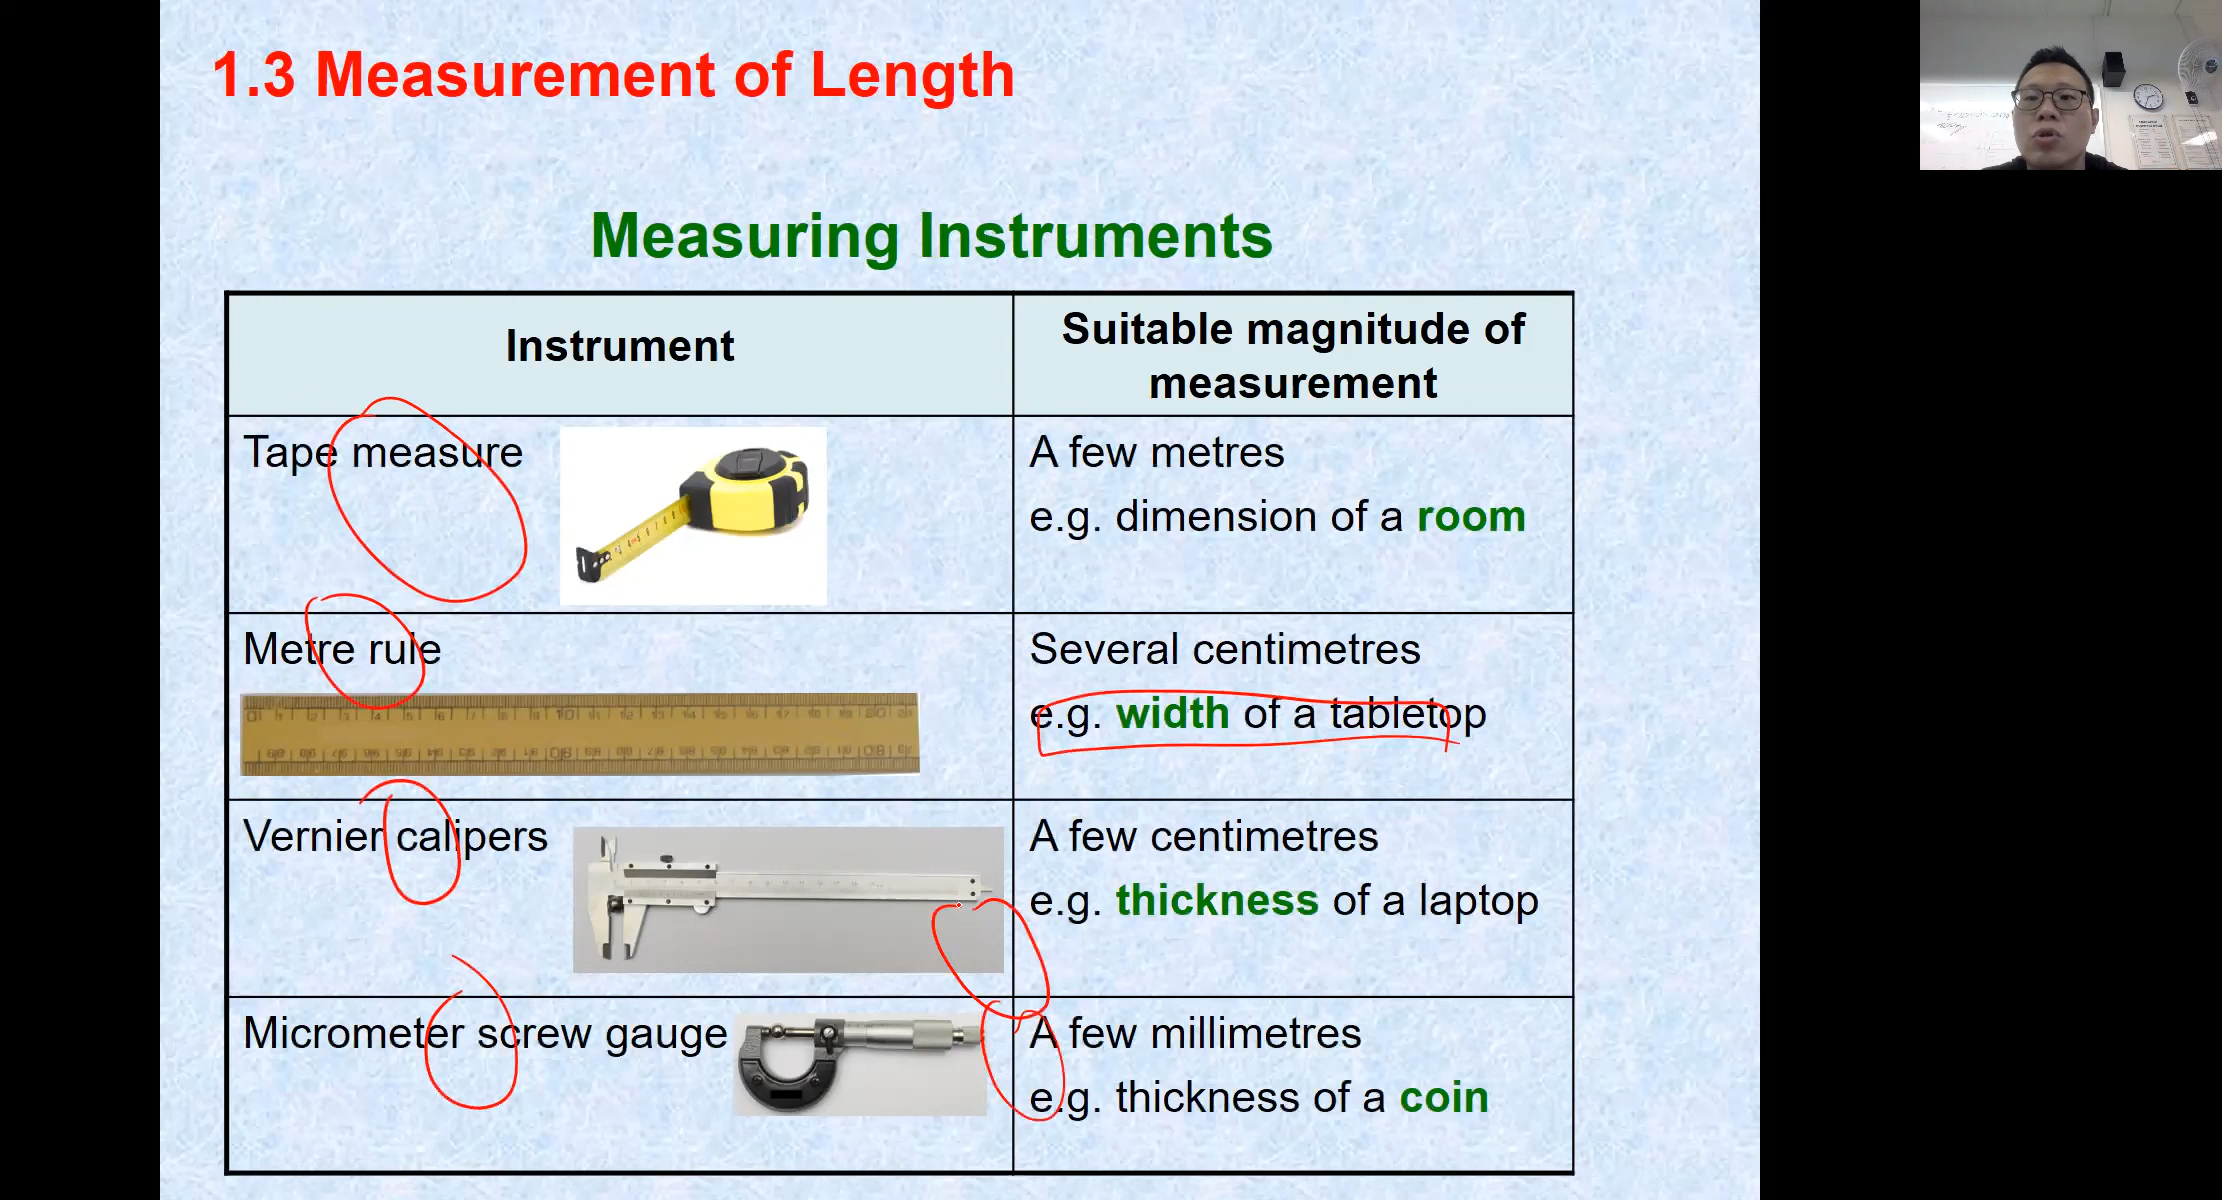 1.3 Measurement of Length
Measuring Instruments
Instrument
Suitable magnitude of
measurement
Tape measure
A few metres
e.g. dimension of a room
Metre rule
Several centimetres
e.g. width of a tabletop
Vernier calipers
A few centimetres
e.g. thickness of a laptop
Micrometer screw gauge
A few millimetres
e.g. thickness of a coin